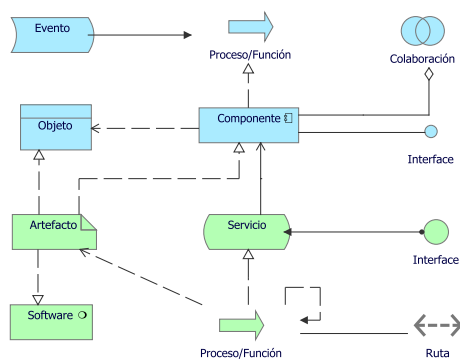 Evento
Proceso/Función
Colaboración
Objeto
Componente
Interface
Artefacto
Servicio
Interface
Software
Proceso/Función
Ruta